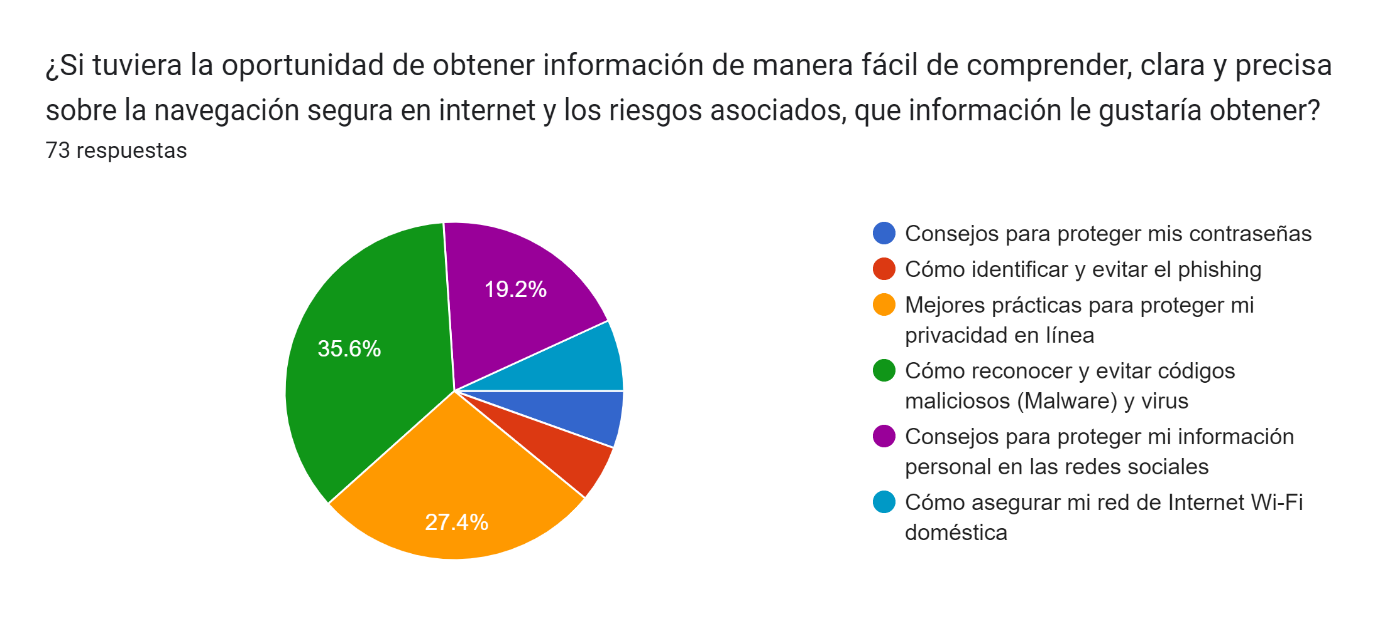 ¿Si tuviera la oportunidad de obtener información de manera fácil de comprender, clara y precisa
sobre la navegación segura en internet y los riesgos asociados, que información le gustaría obtener?
73 respuestas
19.2%
35.6%
27.4%
Consejos para proteger mis contraseñas
Cómo identificar y evitar el phishing
Mejores prácticas para proteger mi
privacidad en línea
Cómo reconocer y evitar códigos
maliciosos (Malware) y virus
Consejos para proteger mi información
personal en las redes sociales
Cómo asegurar mi red de Internet Wi-Fi
doméstica